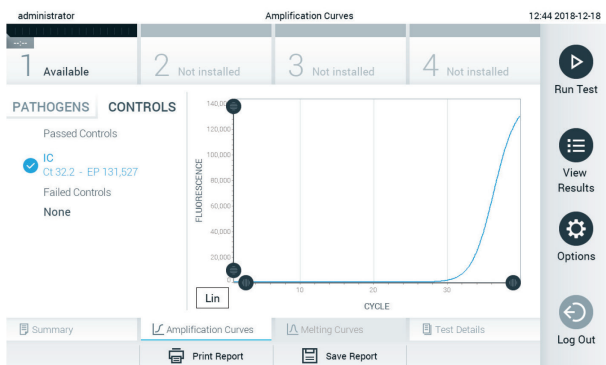 administrator Amplification Curves 12:44 2018-12-18
--:--
1 Available 2 Not installed 3 Not installed 4 Not installed
Run Test
PATHOGENS CONTROLS
Passed Controls
IC
Ct 32.2 - EP 131,527
Failed Controls
None
FLUORESCENCE
140,000
120,000
100,000
80,000
60,000
40,000
20,000
0
10 20 30
CYCLE
Lin
View
Results
Options
Log Out
Summary Amplification Curves Melting Curves Test Details
Print Report Save Report